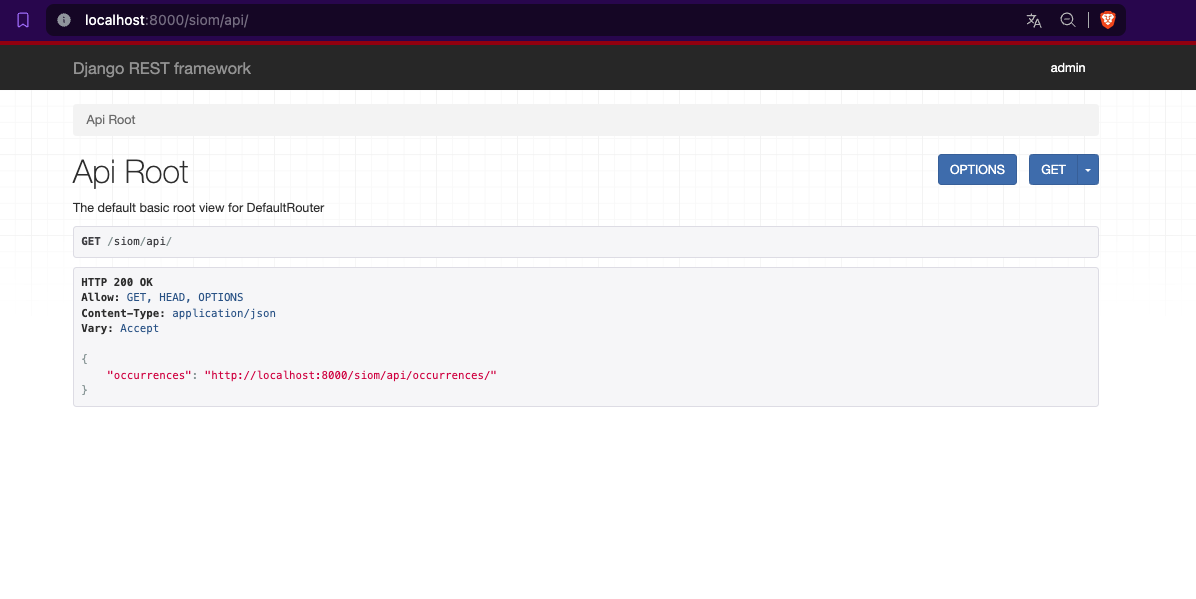 localhost:8000/siom/api/
Django REST framework
admin
Api Root
Api Root
OPTIONS
GET
The default basic root view for DefaultRouter
GET /siom/api/
HTTP 200 OK
Allow: GET, HEAD, OPTIONS
Content-Type: application/json
Vary: Accept
{
    "occurrences": "http://localhost:8000/siom/api/occurrences/"
}